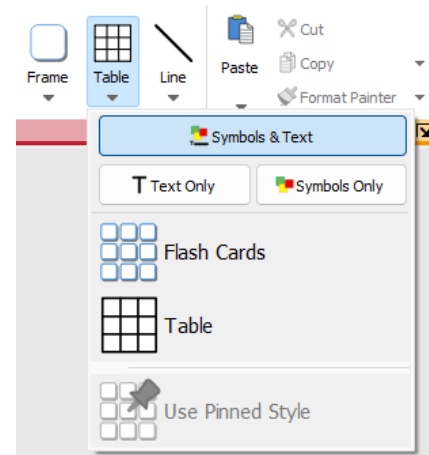 Frame
Table
Line
Paste
Cut
Copy
Format Painter
Symbols & Text
T Text Only
Symbols Only
Flash Cards
Table
Use Pinned Style